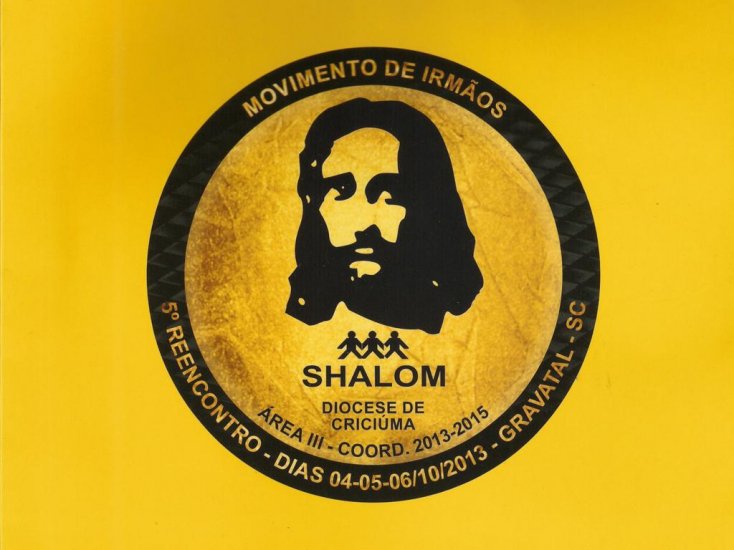 MOVIMENTO DE IRMÃOS
SHALOM
DIOCESE DE
CRICIÚMA
ÁREA III - COORD. 2013-2015
5º REENCONTRO - DIAS 04-05-06/10/2013 - GRAVATAL - SC